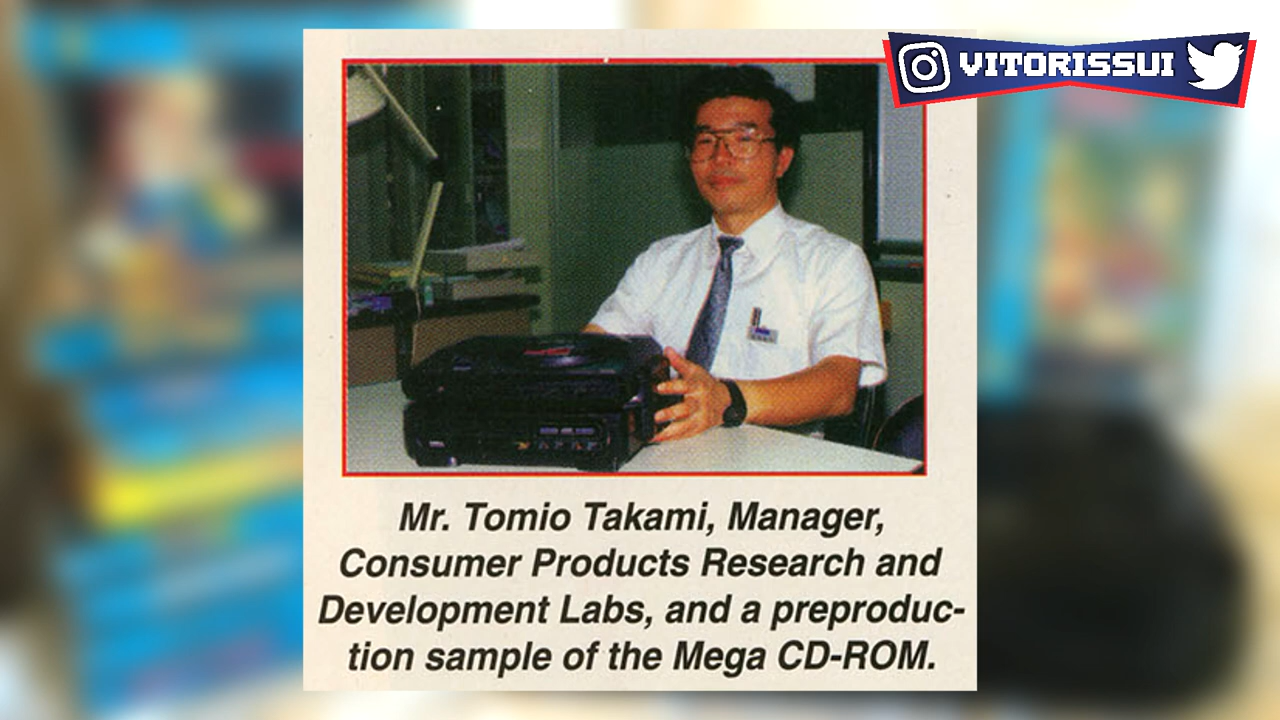 VITORISSUI
Mr. Tomio Takami, Manager,
Consumer Products Research and
Development Labs, and a preproduc-
tion sample of the Mega CD-ROM.